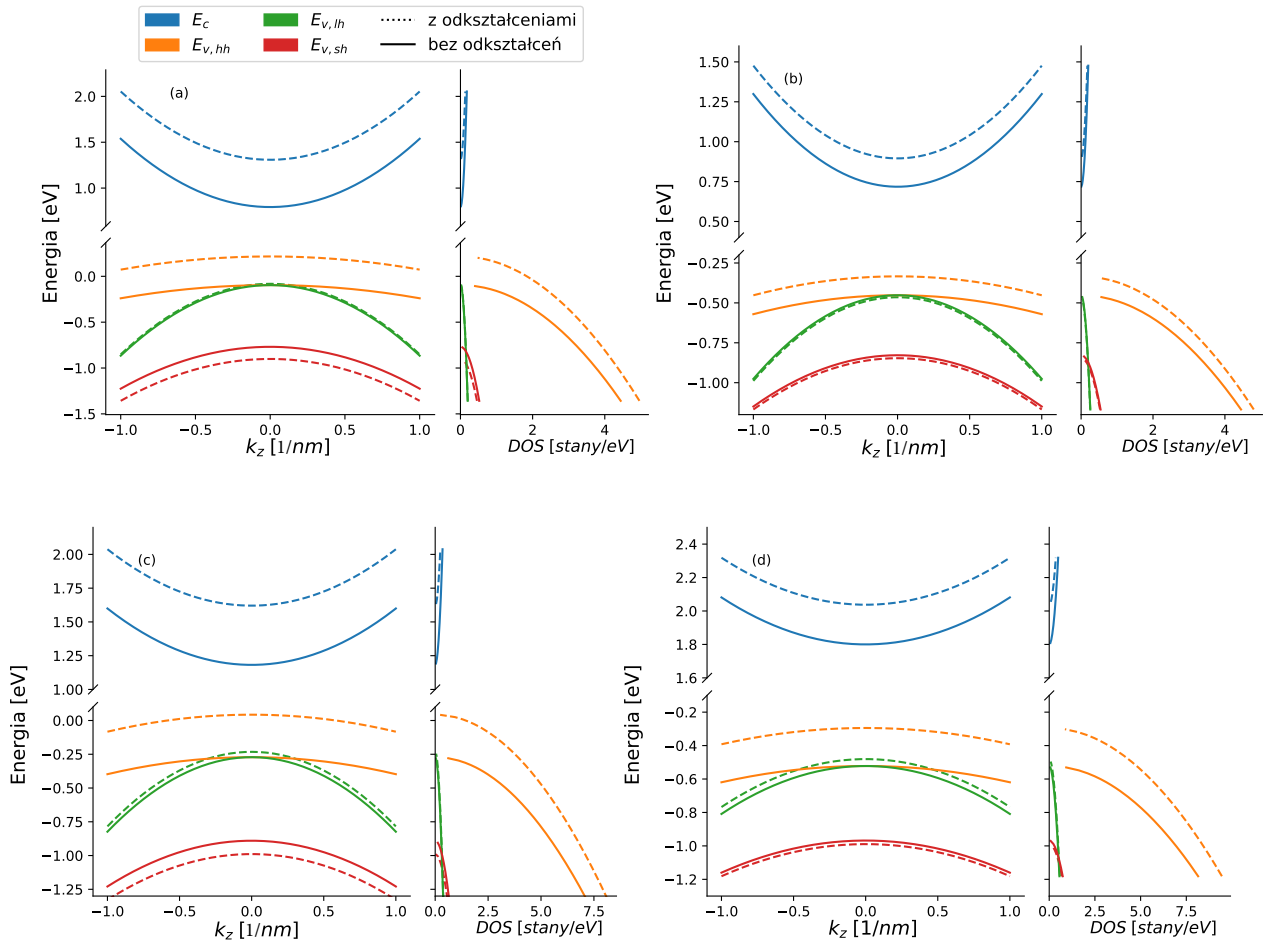 E_c
E_{v, lh}
z odkształceniami
E_{v, hh}
E_{v, sh}
bez odkształceń
(a)
Energia [eV]
2.0
1.5
1.0
0.0
−0.5
−1.0
−1.5
−1.0 −0.5 0.0 0.5 1.0
k_z [1/nm]
0 2 4
DOS [stany/eV]
(b)
Energia [eV]
1.50
1.25
1.00
0.75
0.50
−0.25
−0.50
−0.75
−1.00
−1.0 −0.5 0.0 0.5 1.0
k_z [1/nm]
0 2 4
DOS [stany/eV]
(c)
Energia [eV]
2.00
1.75
1.50
1.25
1.00
0.00
−0.25
−0.50
−0.75
−1.00
−1.25
−1.0 −0.5 0.0 0.5 1.0
k_z [1/nm]
0.0 2.5 5.0 7.5
DOS [stany/eV]
(d)
Energia [eV]
2.4
2.2
2.0
1.8
1.6
−0.2
−0.4
−0.6
−0.8
−1.0
−1.2
−1.0 −0.5 0.0 0.5 1.0
k_z [1/nm]
0.0 2.5 5.0 7.5
DOS [stany/eV]